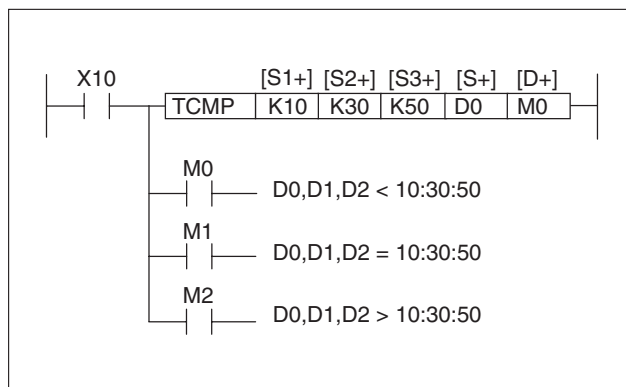 X10
[S1+] [S2+] [S3+] [S+] [D+]
TCMP K10 K30 K50 D0 M0
M0
D0,D1,D2 < 10:30:50
M1
D0,D1,D2 = 10:30:50
M2
D0,D1,D2 > 10:30:50